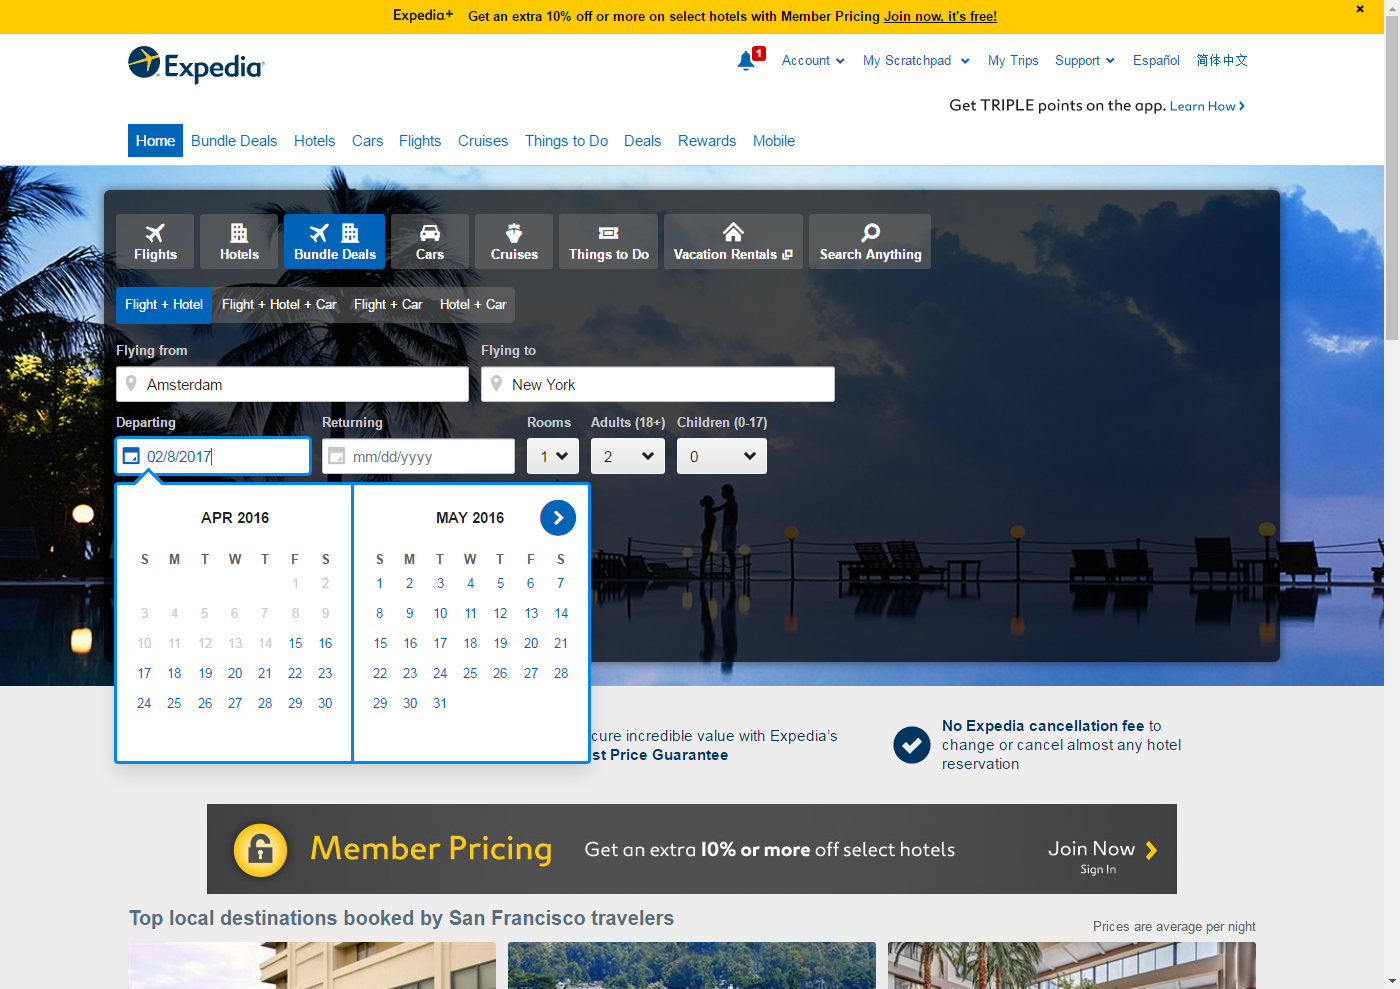 Expedia+ Get an extra 10% off or more on select hotels with Member Pricing Join now, it's free!
Expedia
1 Account My Scratchpad My Trips Support Español 简体中文
Get TRIPLE points on the app. Learn How
Home Bundle Deals Hotels Cars Flights Cruises Things to Do Deals Rewards Mobile
Flights Hotels Bundle Deals Cars Cruises Things to Do Vacation Rentals Search Anything
Flight + Hotel Flight + Hotel + Car Flight + Car Hotel + Car
Flying from Flying to
Amsterdam New York
Departing Returning Rooms Adults (18+) Children (0-17)
02/8/2017 mm/dd/yyyy 1 2 0
APR 2016
S M T W T F S
1 2
3 4 5 6 7 8 9
10 11 12 13 14 15 16
17 18 19 20 21 22 23
24 25 26 27 28 29 30
MAY 2016
S M T W T F S
1 2 3 4 5 6 7
8 9 10 11 12 13 14
15 16 17 18 19 20 21
22 23 24 25 26 27 28
29 30 31
cure incredible value with Expedia's
st Price Guarantee
No Expedia cancellation fee to
change or cancel almost any hotel
reservation
Member Pricing Get an extra 10% or more off select hotels Join Now
Sign In
Top local destinations booked by San Francisco travelers
Prices are average per night